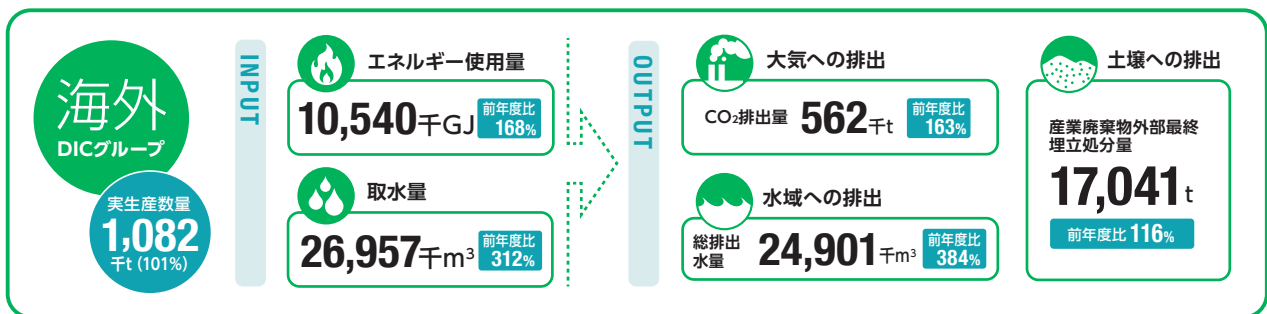 海外
DICグループ
実生産数量
1,082
千t (101%)
INPUT
エネルギー使用量
10,540千GJ
前年度比
168%
取水量
26,957千m³
前年度比
312%
OUTPUT
大気への排出
CO₂排出量 562千t
前年度比
163%
水域への排出
総排出
水量
24,901千m³
前年度比
384%
土壌への排出
産業廃棄物外部最終
埋立処分量
17,041t
前年度比 116%